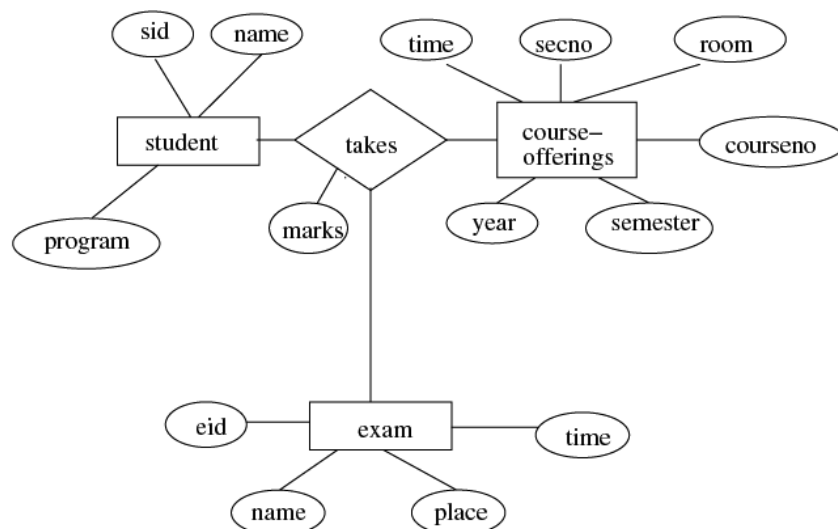 sid
name
time
secno
room
student
takes
course–
offerings
courseno
program
marks
year
semester
eid
exam
time
name
place